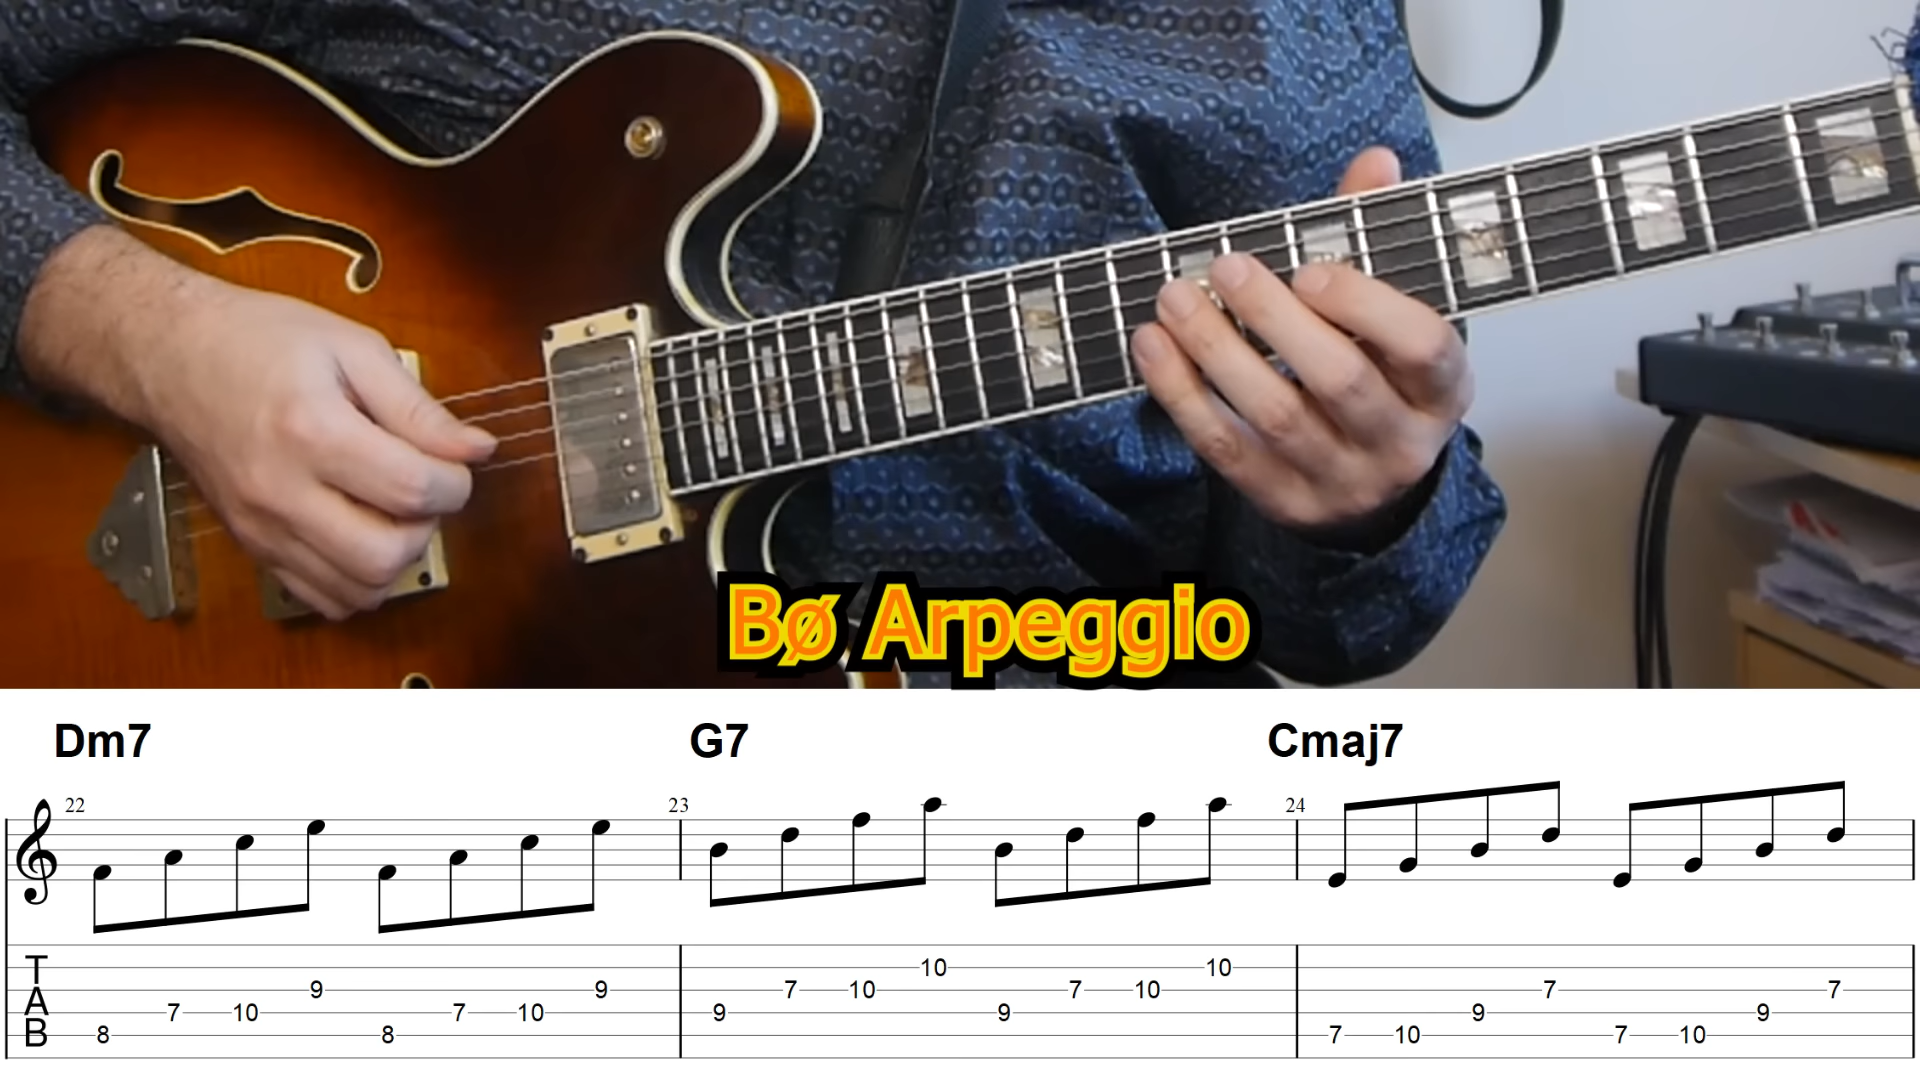 Bø Arpeggio
Dm7 G7 Cmaj7
22 23 24
10 10
9 9 7 10 7 10 7 7
T
A
B
7 10 7 10 9 9 9 9
8 8 7 10 7 10